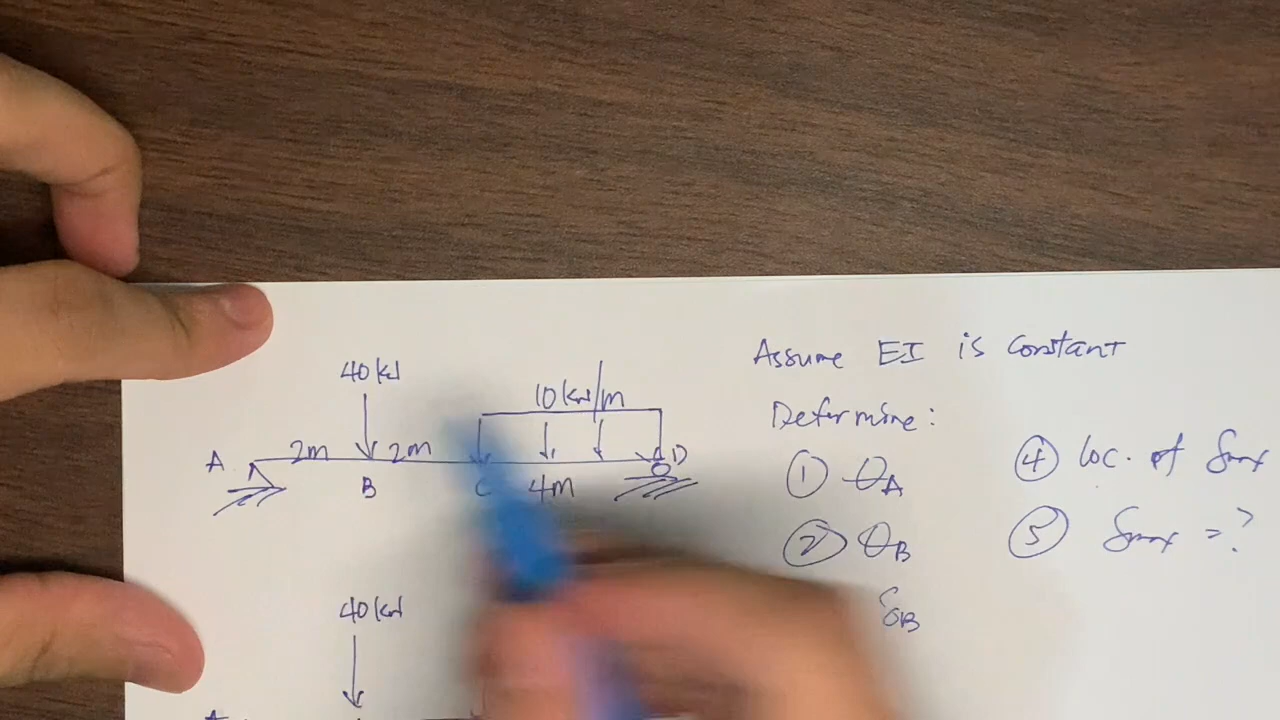 Assume EI is constant
40 kN
10 kN/m
Determine:
A 2m 2m D
B C 4m
① θA
④ loc. of δmax
② θB
⑤ δmax = ?
δB
40 kN
A